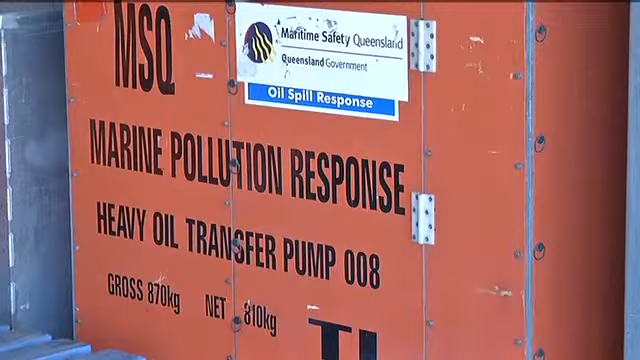 MSQ
Maritime Safety Queensland
Queensland Government
Oil Spill Response
MARINE POLLUTION RESPONSE
HEAVY OIL TRANSFER PUMP 008
GROSS 870kg NET 810kg